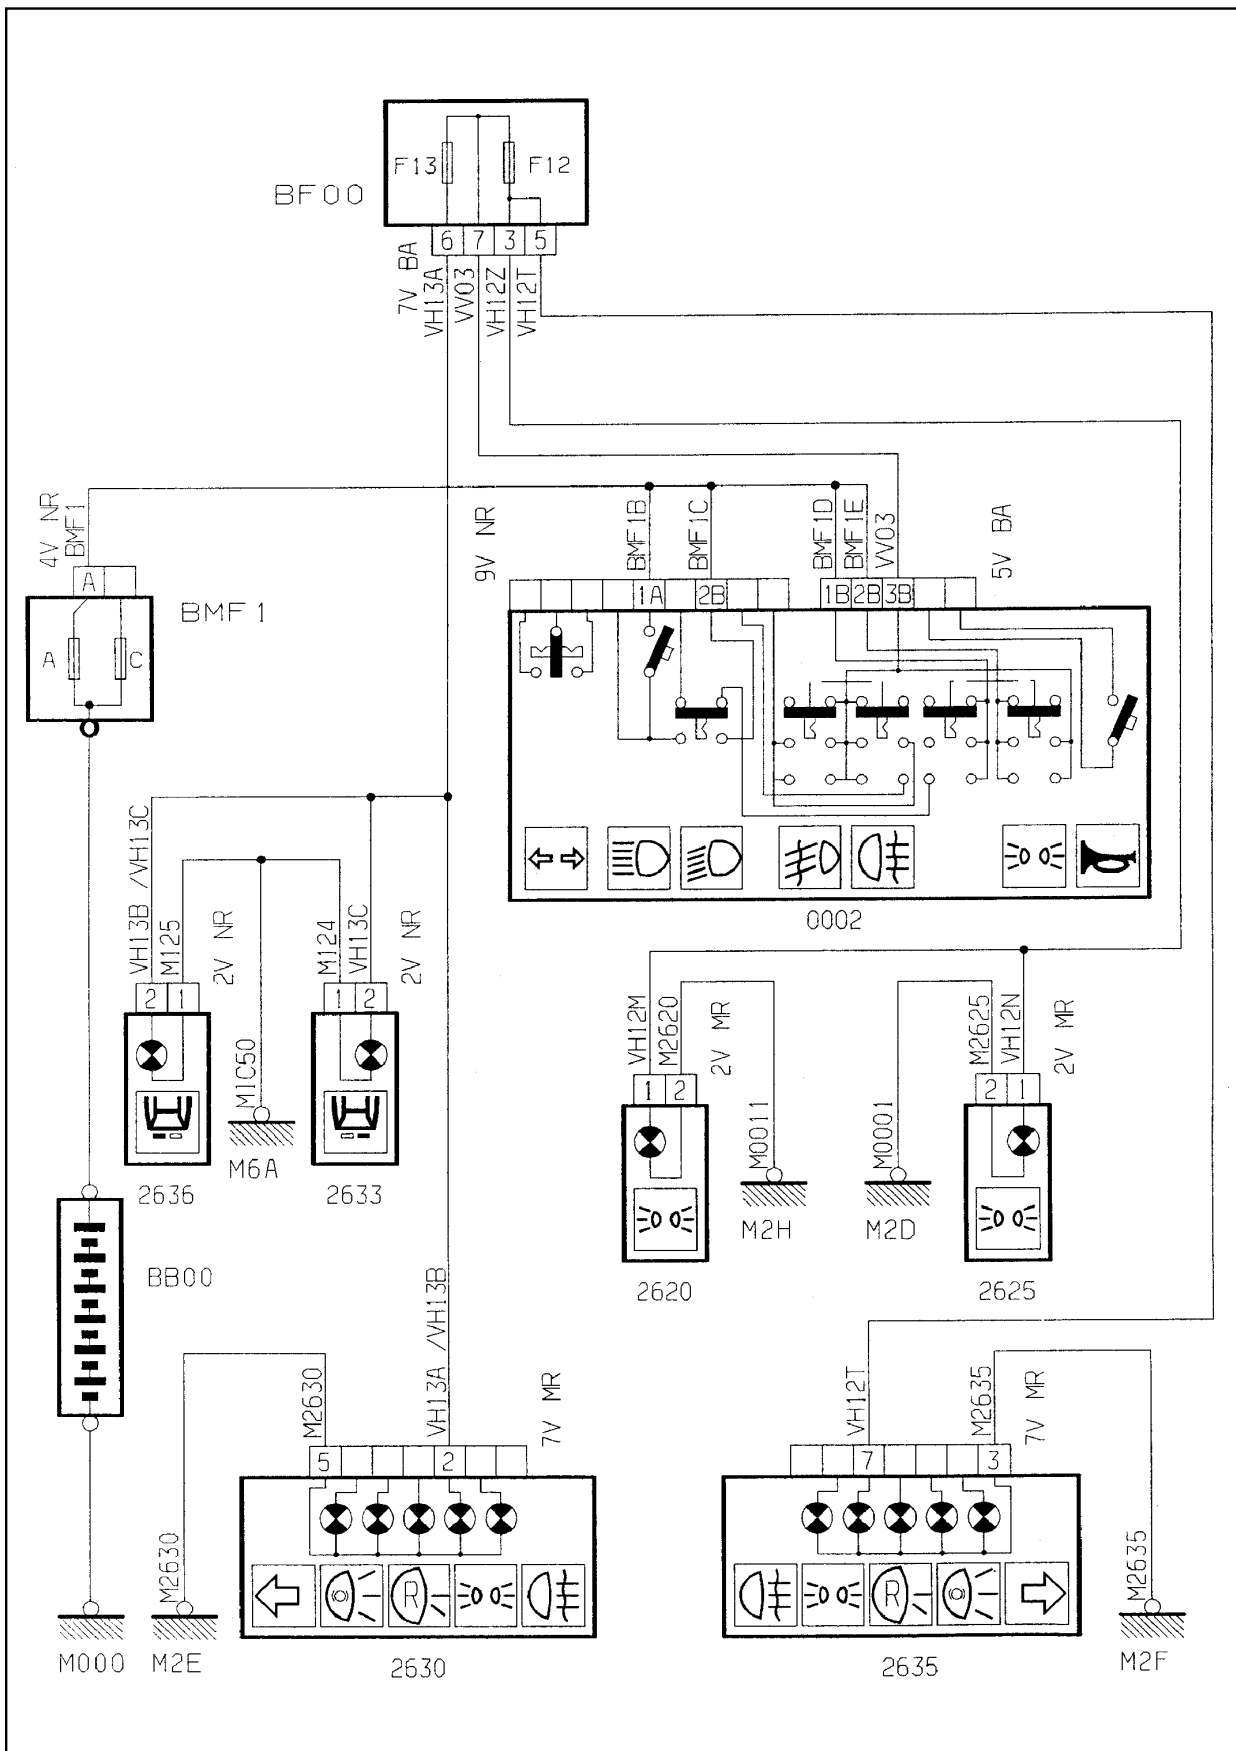 F13
F12
BF00
6
7
3
5
7V BA
VH13A
VV03
VH12Z
VH12T
4V NR
BMF1
9V NR
BMF1B
BMF1C
BMF1D
BMF1E
VV03
5V BA
A
BMF1
1A
2B
1B
2B
3B
A
C
0002
VH13B /VH13C
M125
2V NR
M124
VH13C
2V NR
2
1
1
2
M1C50
M6A
2636
2633
VH12M
M2620
2V MR
M2625
VH12N
2V MR
1
2
2
1
M0011
M0001
M2H
M2D
2620
2625
BB00
M2630
VH13A /VH13B
7V MR
VH12T
M2635
7V MR
5
2
7
3
M2630
R
R
M2635
M000
M2E
2630
2635
M2F